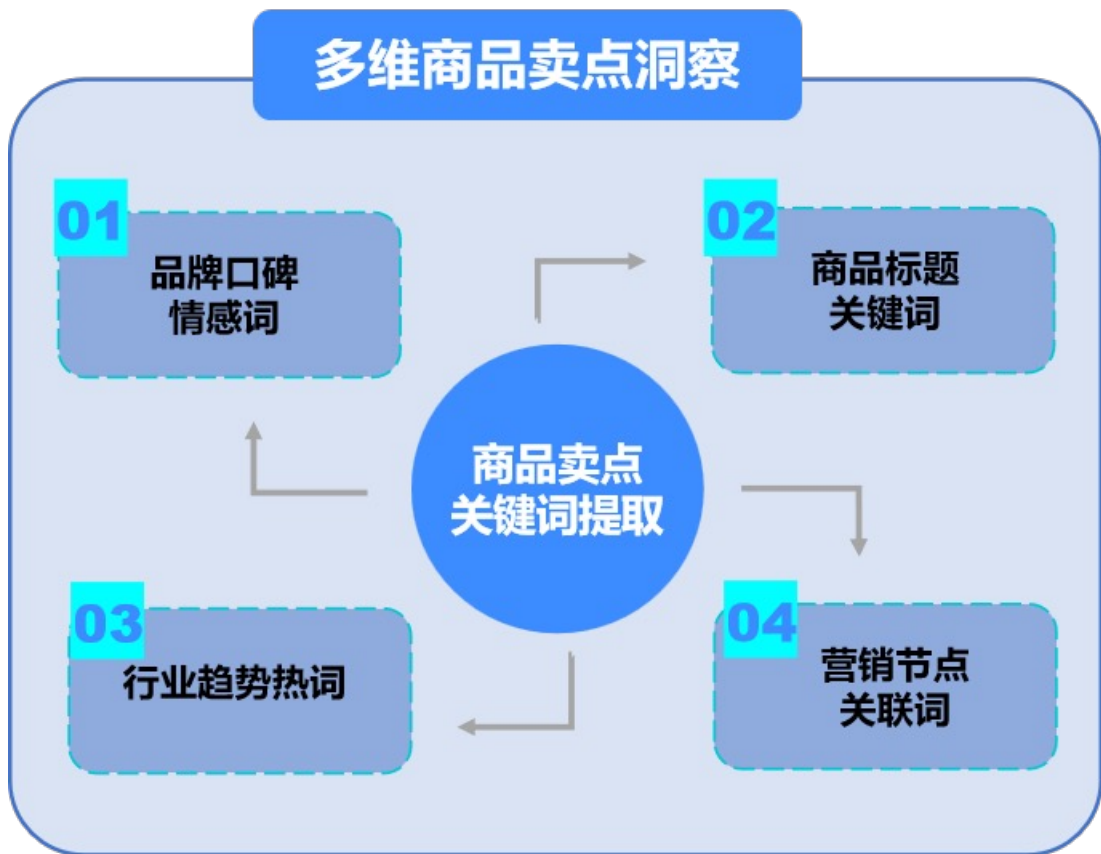 多维商品卖点洞察
01
品牌口碑
情感词
02
商品标题
关键词
商品卖点
关键词提取
03
行业趋势热词
04
营销节点
关联词